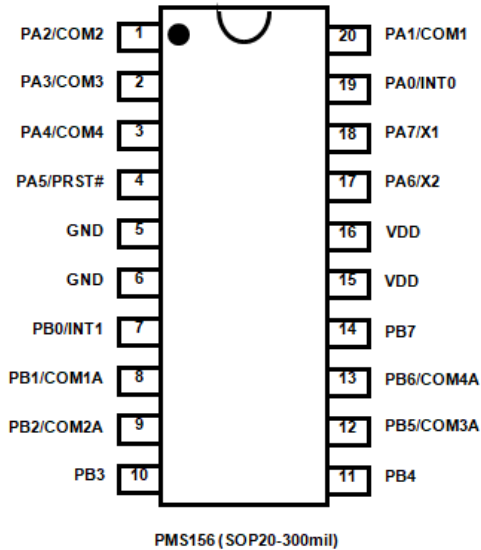 PA2/COM2 1 20 PA1/COM1
PA3/COM3 2 19 PA0/INT0
PA4/COM4 3 18 PA7/X1
PA5/PRST# 4 17 PA6/X2
GND 5 16 VDD
GND 6 15 VDD
PB0/INT1 7 14 PB7
PB1/COM1A 8 13 PB6/COM4A
PB2/COM2A 9 12 PB5/COM3A
PB3 10 11 PB4
PMS156 (SOP20-300mil)